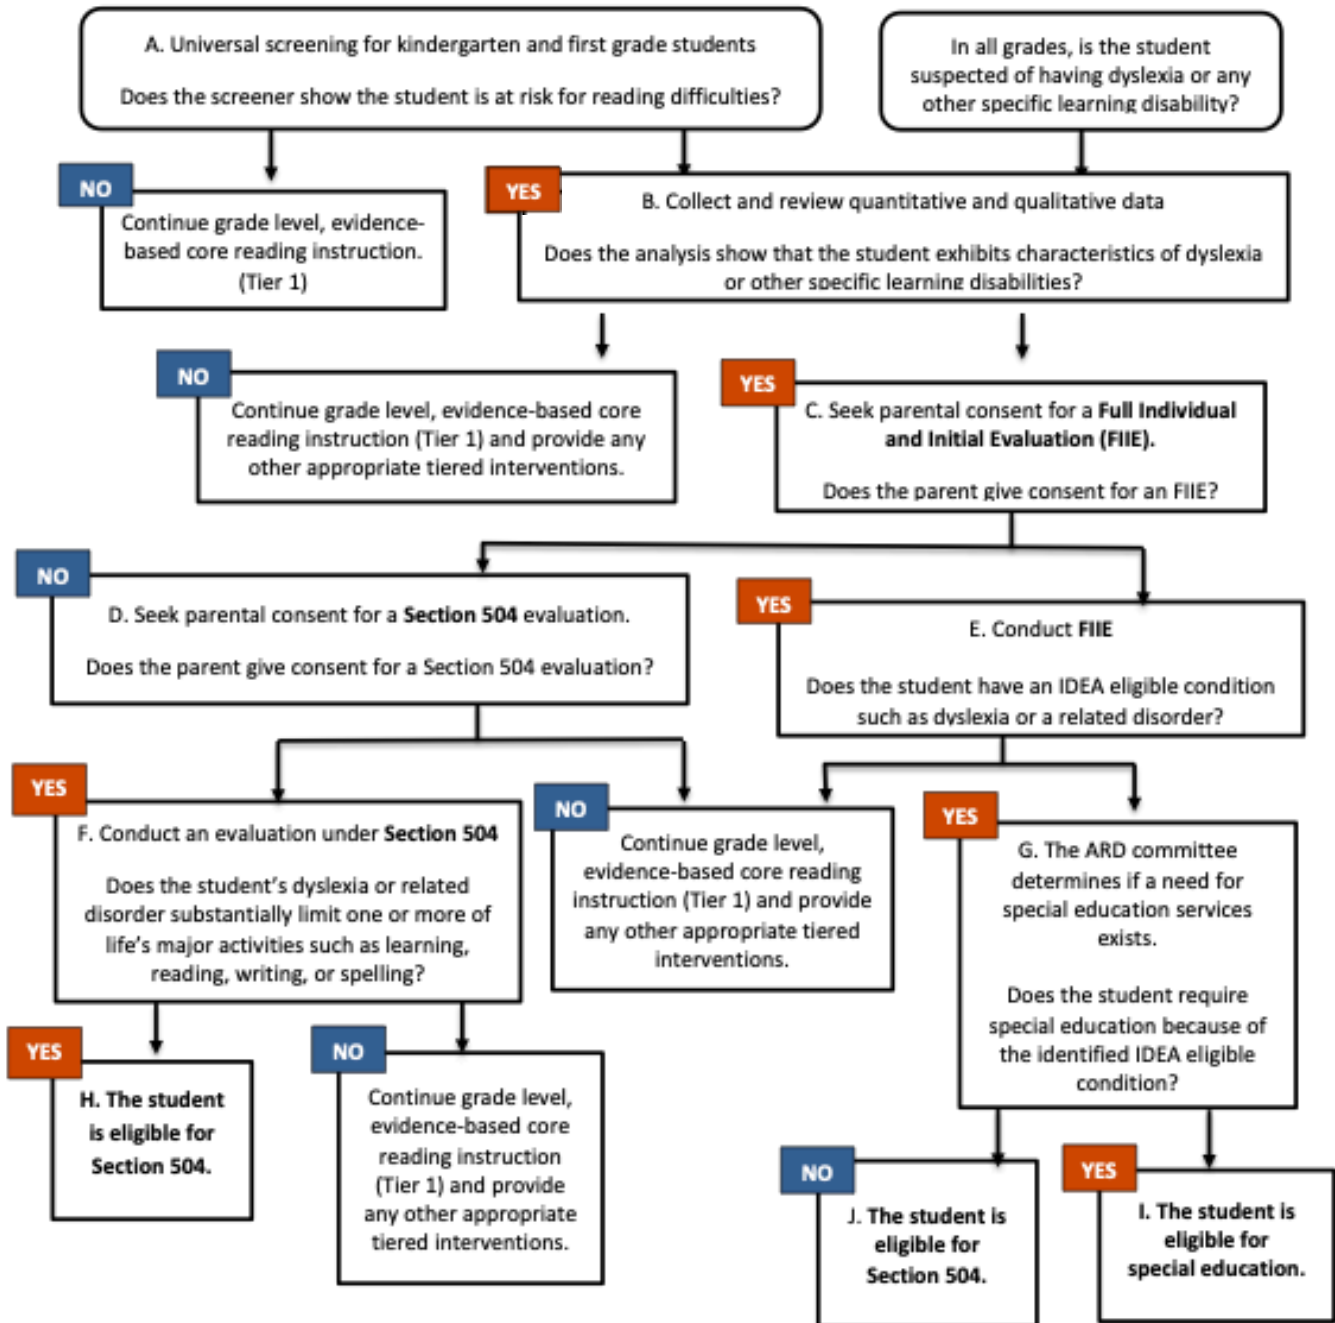 A. Universal screening for kindergarten and first grade students
Does the screener show the student is at risk for reading difficulties?
In all grades, is the student
suspected of having dyslexia or any
other specific learning disability?
NO
Continue grade level, evidence-
based core reading instruction.
(Tier 1)
YES
B. Collect and review quantitative and qualitative data
Does the analysis show that the student exhibits characteristics of dyslexia
or other specific learning disabilities?
NO
Continue grade level, evidence-based core
reading instruction (Tier 1) and provide any
other appropriate tiered interventions.
YES
C. Seek parental consent for a Full Individual
and Initial Evaluation (FIIE).
Does the parent give consent for an FIIE?
NO
D. Seek parental consent for a Section 504 evaluation.
Does the parent give consent for a Section 504 evaluation?
YES
E. Conduct FIIE
Does the student have an IDEA eligible condition
such as dyslexia or a related disorder?
YES
F. Conduct an evaluation under Section 504
Does the student's dyslexia or related
disorder substantially limit one or more of
life's major activities such as learning,
reading, writing, or spelling?
NO
Continue grade level,
evidence-based core reading
instruction (Tier 1) and provide
any other appropriate tiered
interventions.
YES
G. The ARD committee
determines if a need for
special education services
exists.
Does the student require
special education because of
the identified IDEA eligible
condition?
YES
H. The student
is eligible for
Section 504.
NO
Continue grade level,
evidence-based core
reading instruction
(Tier 1) and provide
any other appropriate
tiered interventions.
NO
J. The student is
eligible for
Section 504.
YES
I. The student is
eligible for
special education.